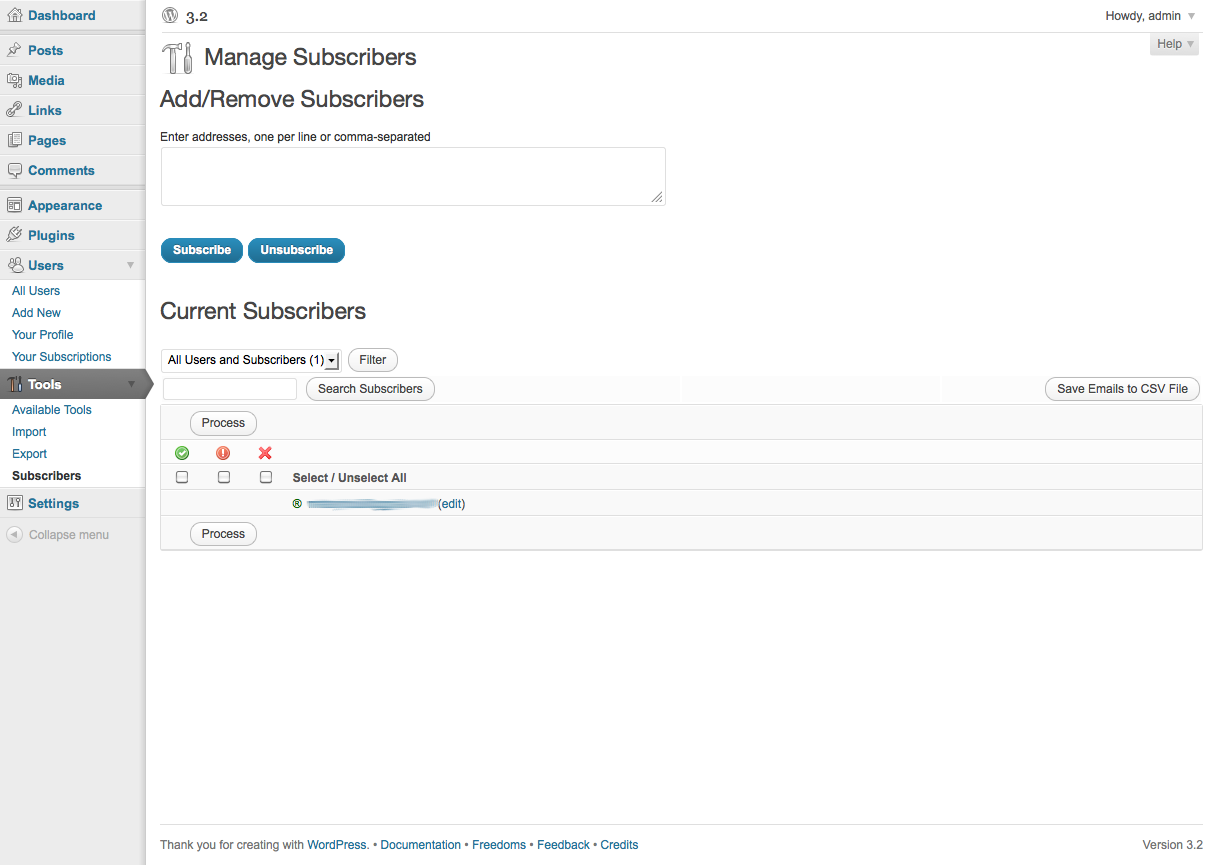 Dashboard
Posts
Media
Links
Pages
Comments
Appearance
Plugins
Users
All Users
Add New
Your Profile
Your Subscriptions
Tools
Available Tools
Import
Export
Subscribers
Settings
Collapse menu
3.2
Howdy, admin
Help
Manage Subscribers
Add/Remove Subscribers
Enter addresses, one per line or comma-separated
Subscribe Unsubscribe
Current Subscribers
All Users and Subscribers (1) Filter
Search Subscribers Save Emails to CSV File
Process
Select / Unselect All
® (edit)
Process
Thank you for creating with WordPress. • Documentation • Freedoms • Feedback • Credits
Version 3.2